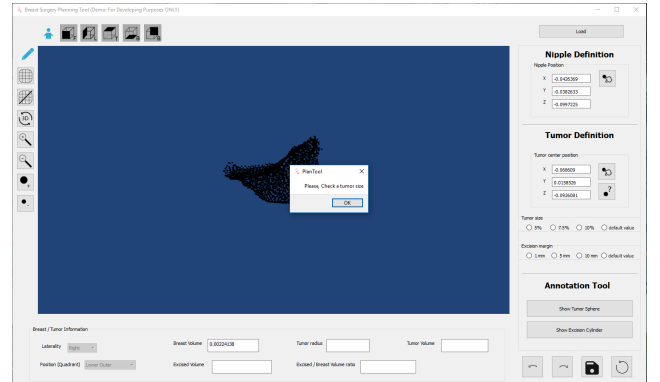 Breast Surgery Planning Tool (Demo: For Developing Purposes ONLY)
Load
Nipple Definition
Nipple Position
X -0.0426369
Y -0.0382633
Z -0.0997225
Tumor Definition
Tumor center position
X -0.068609
Y 0.0158526
Z -0.0926081
?
Tumor size
5% 7.5% 10% default value
Excision margin
1 mm 5 mm 10 mm default value
Annotation Tool
Show Tumor Sphere
Show Excision Cylinder
PlanTool
Please, Check a tumor size
OK
3D
Breast / Tumor Information
Laterality Right
Breast Volume 0.00224138
Tumor radius
Tumor Volume
Position (Quadrant) Lower Outer
Excised Volume
Excised / Breast Volume ratio